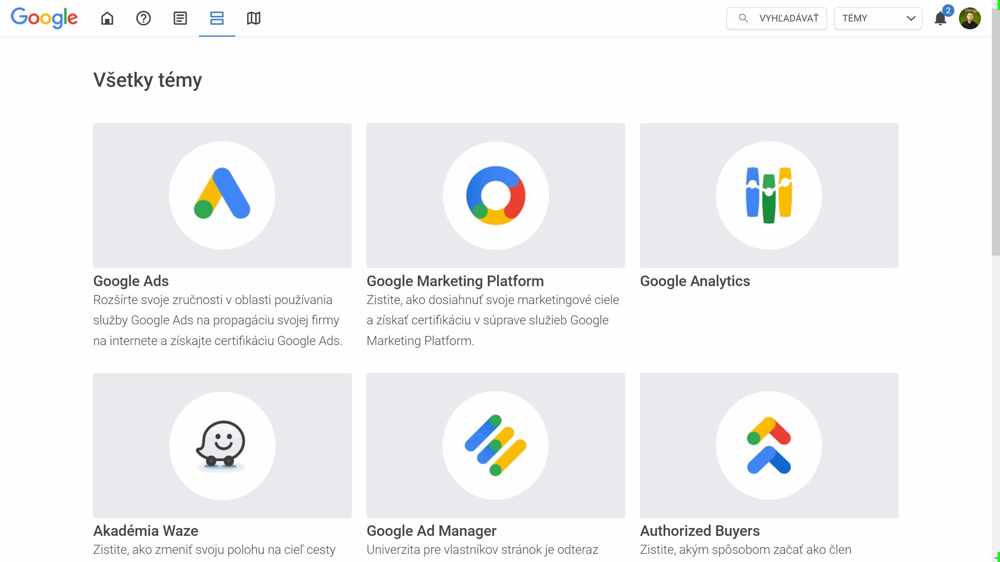 Google
VYHĽADÁVAŤ
TÉMY
2
Google
Všetky témy
Google Ads
Rozšírte svoje zručnosti v oblasti používania
služby Google Ads na propagáciu svojej firmy
na internete a získajte certifikáciu Google Ads.
Google Marketing Platform
Zistite, ako dosiahnuť svoje marketingové ciele
a získať certifikáciu v súprave služieb Google
Marketing Platform.
Google Analytics
Akadémia Waze
Zistite, ako zmeniť svoju polohu na cieľ cesty
Google Ad Manager
Univerzita pre vlastníkov stránok je odteraz
Authorized Buyers
Zistite, akým spôsobom začať ako člen